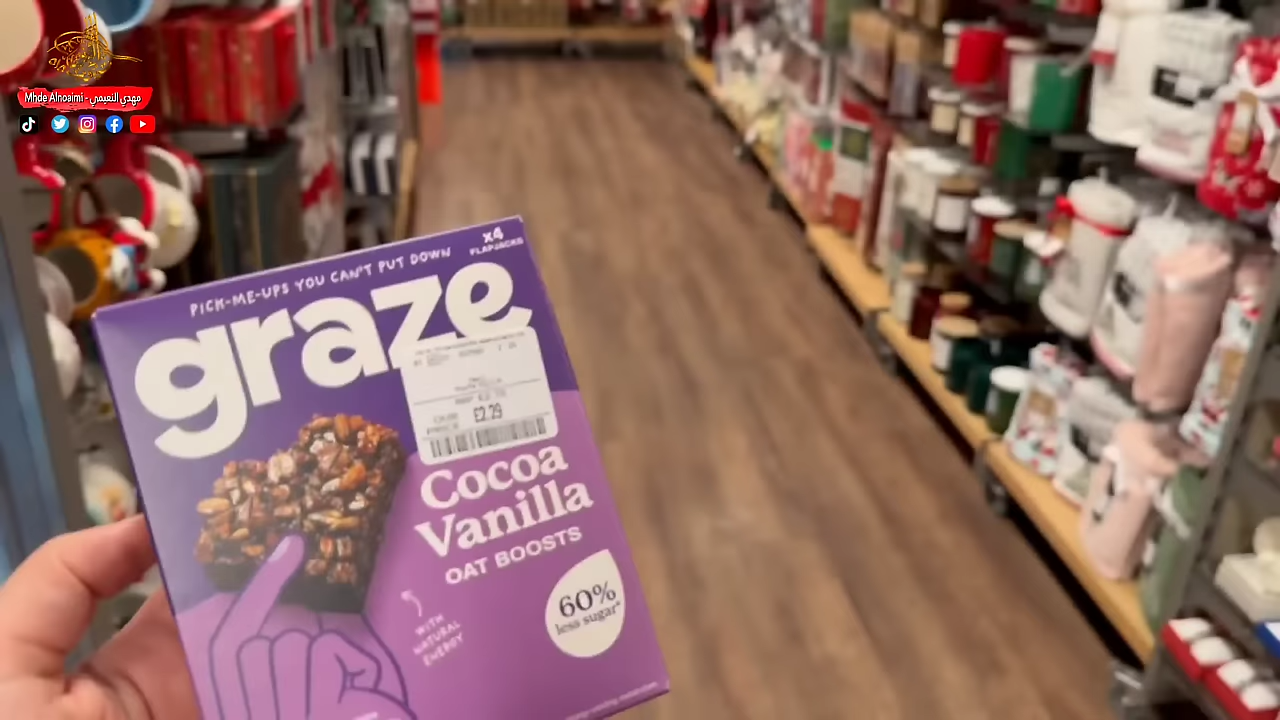 Mhde Alnoaimi - مهدي النعيمي
PICK-ME-UPS YOU CAN'T PUT DOWN
x4
FLAPJACKS
graze
£2.29
Cocoa
Vanilla
OAT BOOSTS
60%
less sugar*
WITH
NATURAL
ENERGY